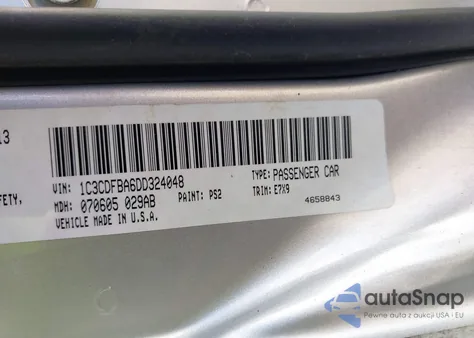 13
VIN: 1C3CDFBA6DD324048 TYPE: PASSENGER CAR
FETY, MDH: 070605 029AB PAINT: PS2 TRIM: E7X9
VEHICLE MADE IN U.S.A. 4658843
autoSnap
Pewne auta z aukcji USA i EU